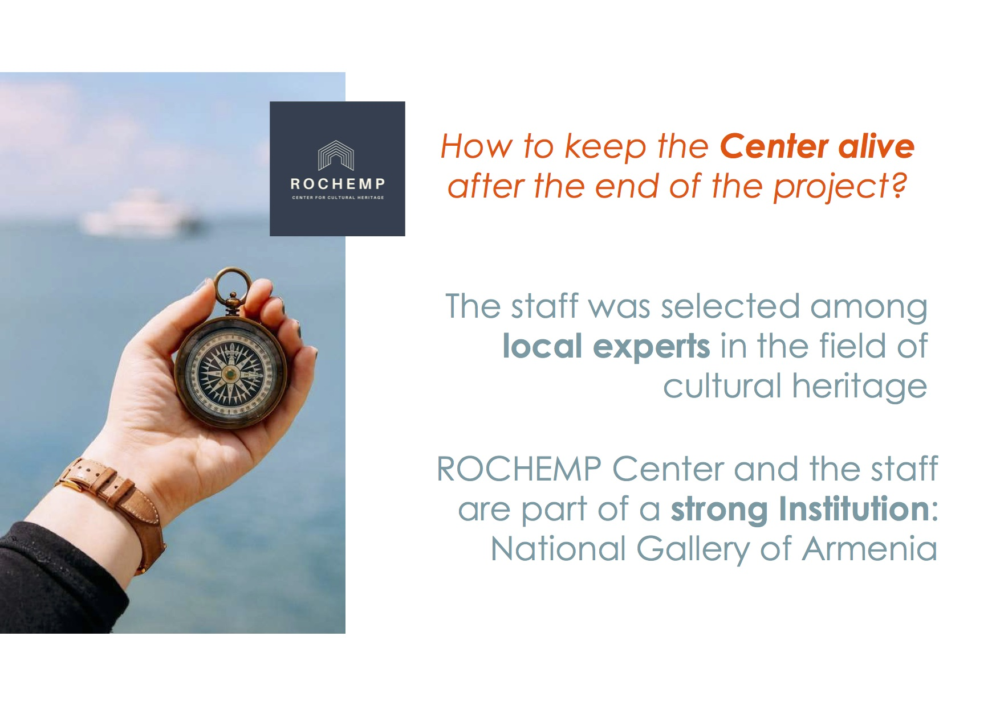 ROCHEMP
CENTER FOR CULTURAL HERITAGE
How to keep the Center alive
after the end of the project?
The staff was selected among
local experts in the field of
cultural heritage
ROCHEMP Center and the staff
are part of a strong Institution:
National Gallery of Armenia